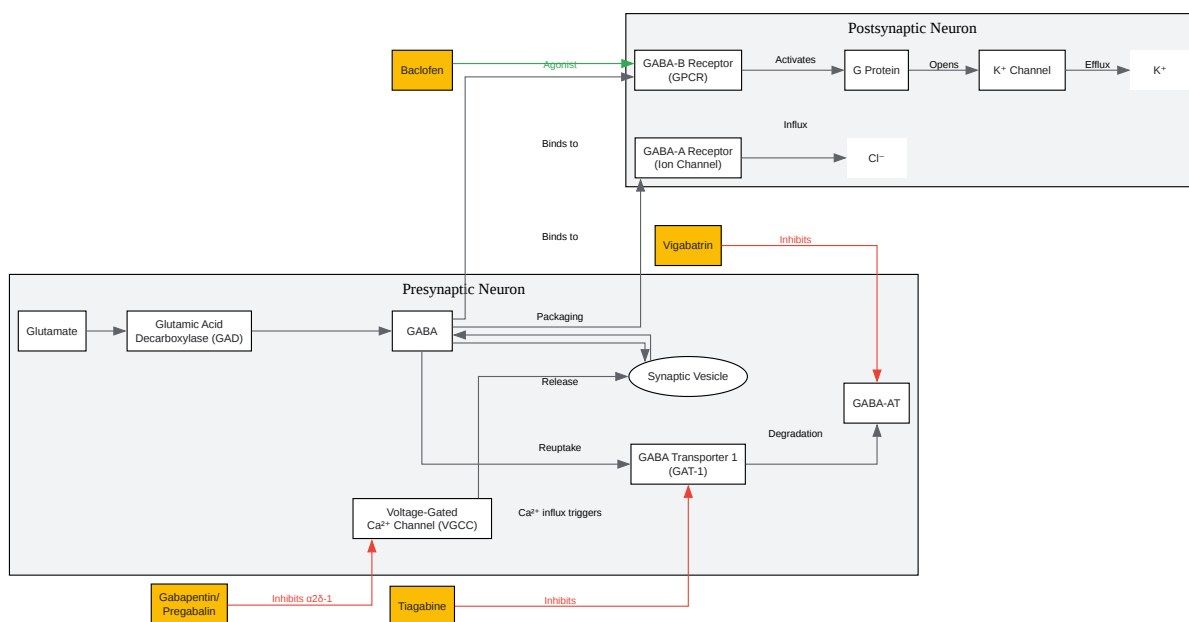 Postsynaptic Neuron
Baclofen
Agonist
GABA-B Receptor
(GPCR)
Activates
G Protein
Opens
K⁺ Channel
Efflux
K⁺
Binds to
Influx
GABA-A Receptor
(Ion Channel)
Cl⁻
Binds to
Vigabatrin
Inhibits
Presynaptic Neuron
Glutamate
Glutamic Acid
Decarboxylase (GAD)
GABA
Packaging
Release
Synaptic Vesicle
GABA-AT
Degradation
Reuptake
GABA Transporter 1
(GAT-1)
Voltage-Gated
Ca²⁺ Channel (VGCC)
Ca²⁺ influx triggers
Gabapentin/
Pregabalin
Inhibits α2δ-1
Tiagabine
Inhibits